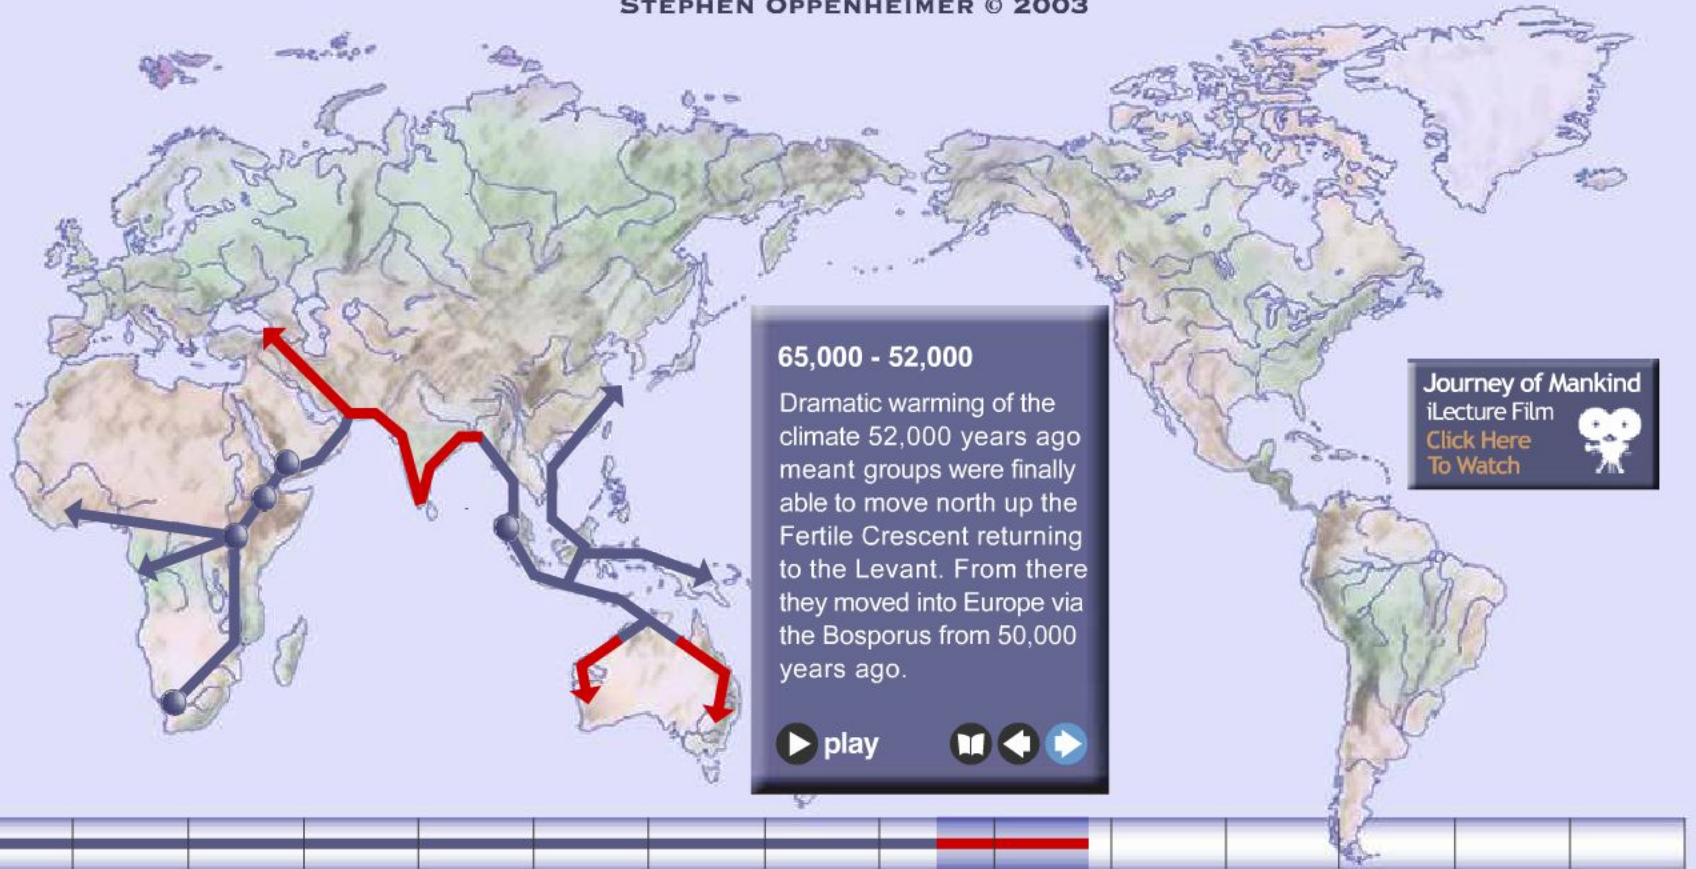 STEPHEN OPPENHEIMER © 2003
65,000 - 52,000
Dramatic warming of the
climate 52,000 years ago
meant groups were finally
able to move north up the
Fertile Crescent returning
to the Levant. From there
they moved into Europe via
the Bosporus from 50,000
years ago.
play
Journey of Mankind
iLecture Film
Click Here
To Watch